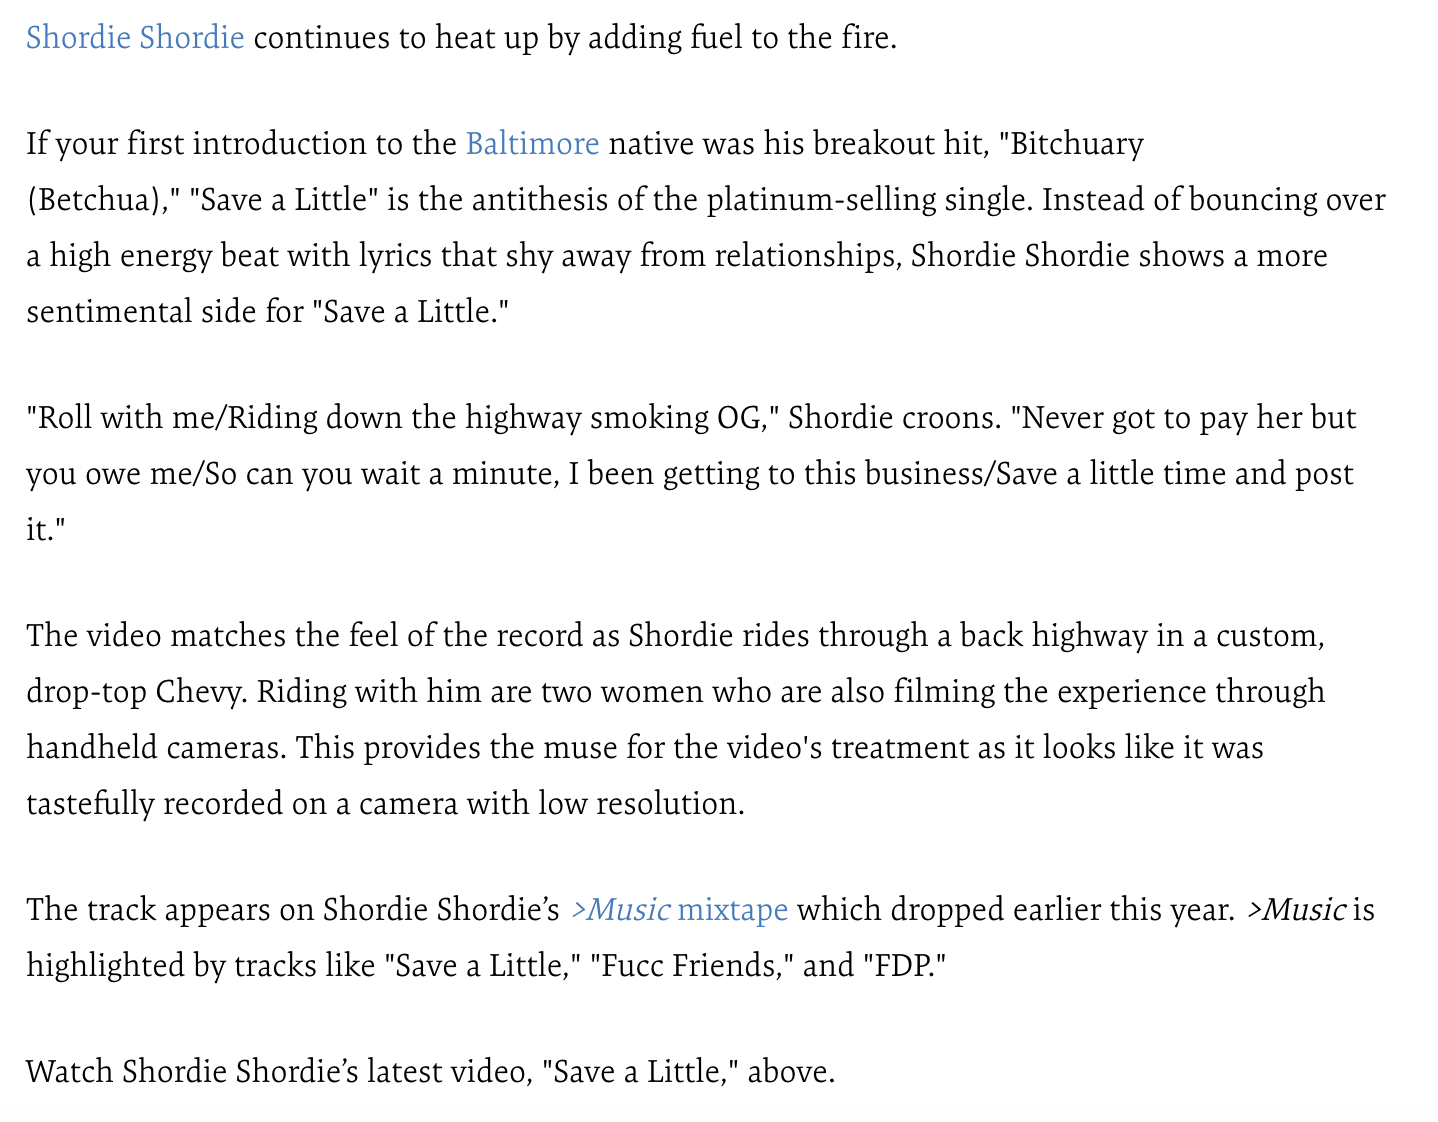 Shordie Shordie continues to heat up by adding fuel to the fire.
If your first introduction to the Baltimore native was his breakout hit, "Bitchuary
(Betchua)," "Save a Little" is the antithesis of the platinum-selling single. Instead of bouncing over
a high energy beat with lyrics that shy away from relationships, Shordie Shordie shows a more
sentimental side for "Save a Little."
"Roll with me/Riding down the highway smoking OG," Shordie croons. "Never got to pay her but
you owe me/So can you wait a minute, I been getting to this business/Save a little time and post
it."
The video matches the feel of the record as Shordie rides through a back highway in a custom,
drop-top Chevy. Riding with him are two women who are also filming the experience through
handheld cameras. This provides the muse for the video's treatment as it looks like it was
tastefully recorded on a camera with low resolution.
The track appears on Shordie Shordie’s >Music mixtape which dropped earlier this year. >Music is
highlighted by tracks like "Save a Little," "Fucc Friends," and "FDP."
Watch Shordie Shordie’s latest video, "Save a Little," above.